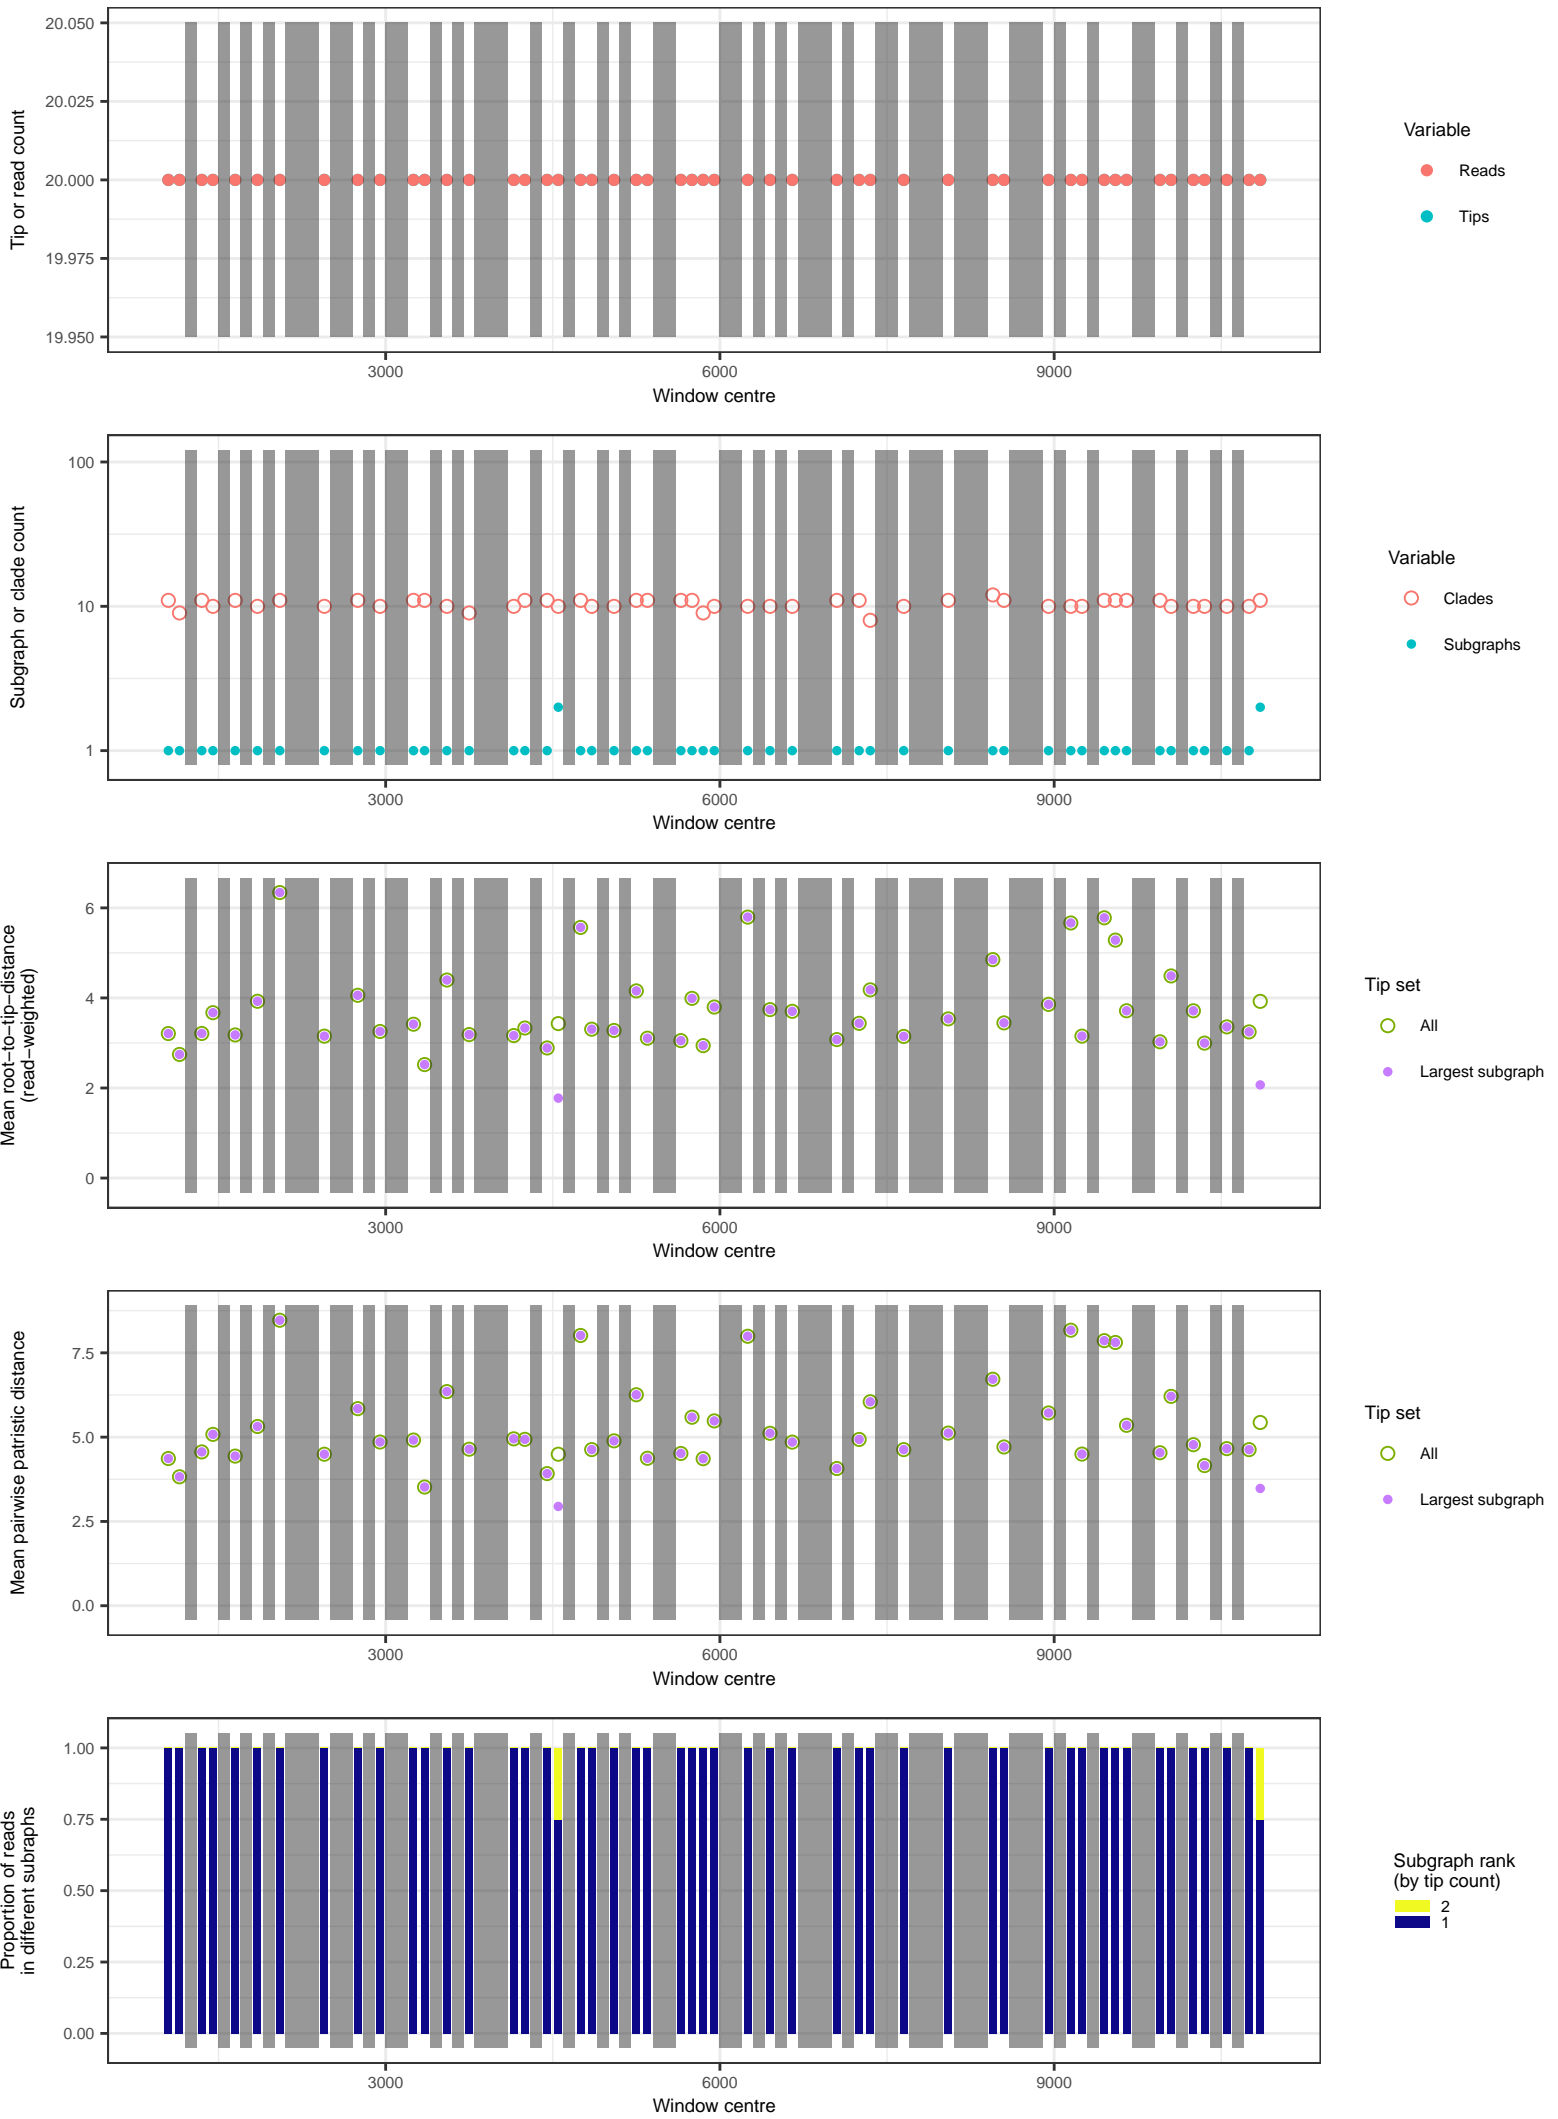 20.050
20.025
20.000
19.975
19.950
Tip or read count
3000
6000
9000
Window centre
Variable
Reads
Tips
100
10
1
Subgraph or clade count
3000
6000
9000
Window centre
Variable
Clades
Subgraphs
6
4
2
0
Mean root−to−tip−distance
(read−weighted)
3000
6000
9000
Window centre
Tip set
All
Largest subgraph
7.5
5.0
2.5
0.0
Mean pairwise patristic distance
3000
6000
9000
Window centre
Tip set
All
Largest subgraph
1.00
0.75
0.50
0.25
0.00
Proportion of reads
in different subraphs
3000
6000
9000
Window centre
Subgraph rank
(by tip count)
2
1